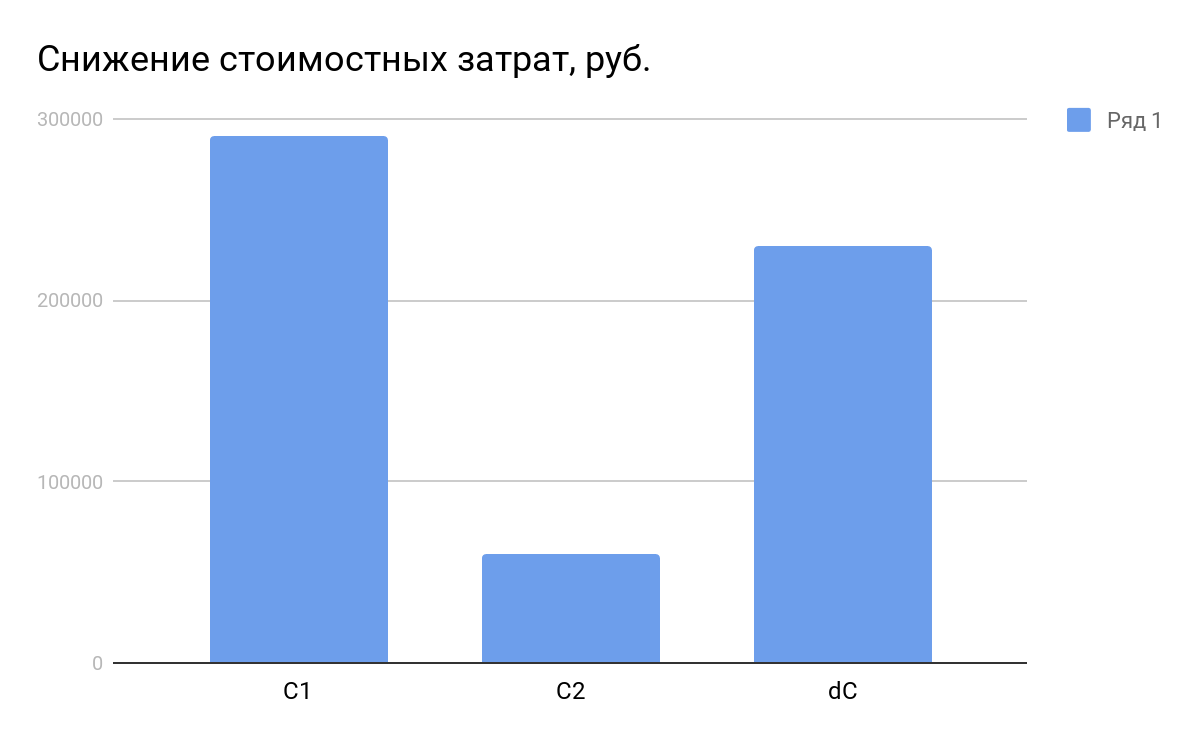 Снижение стоимостных затрат, руб.
300000
Ряд 1
200000
100000
0
C1
C2
dC